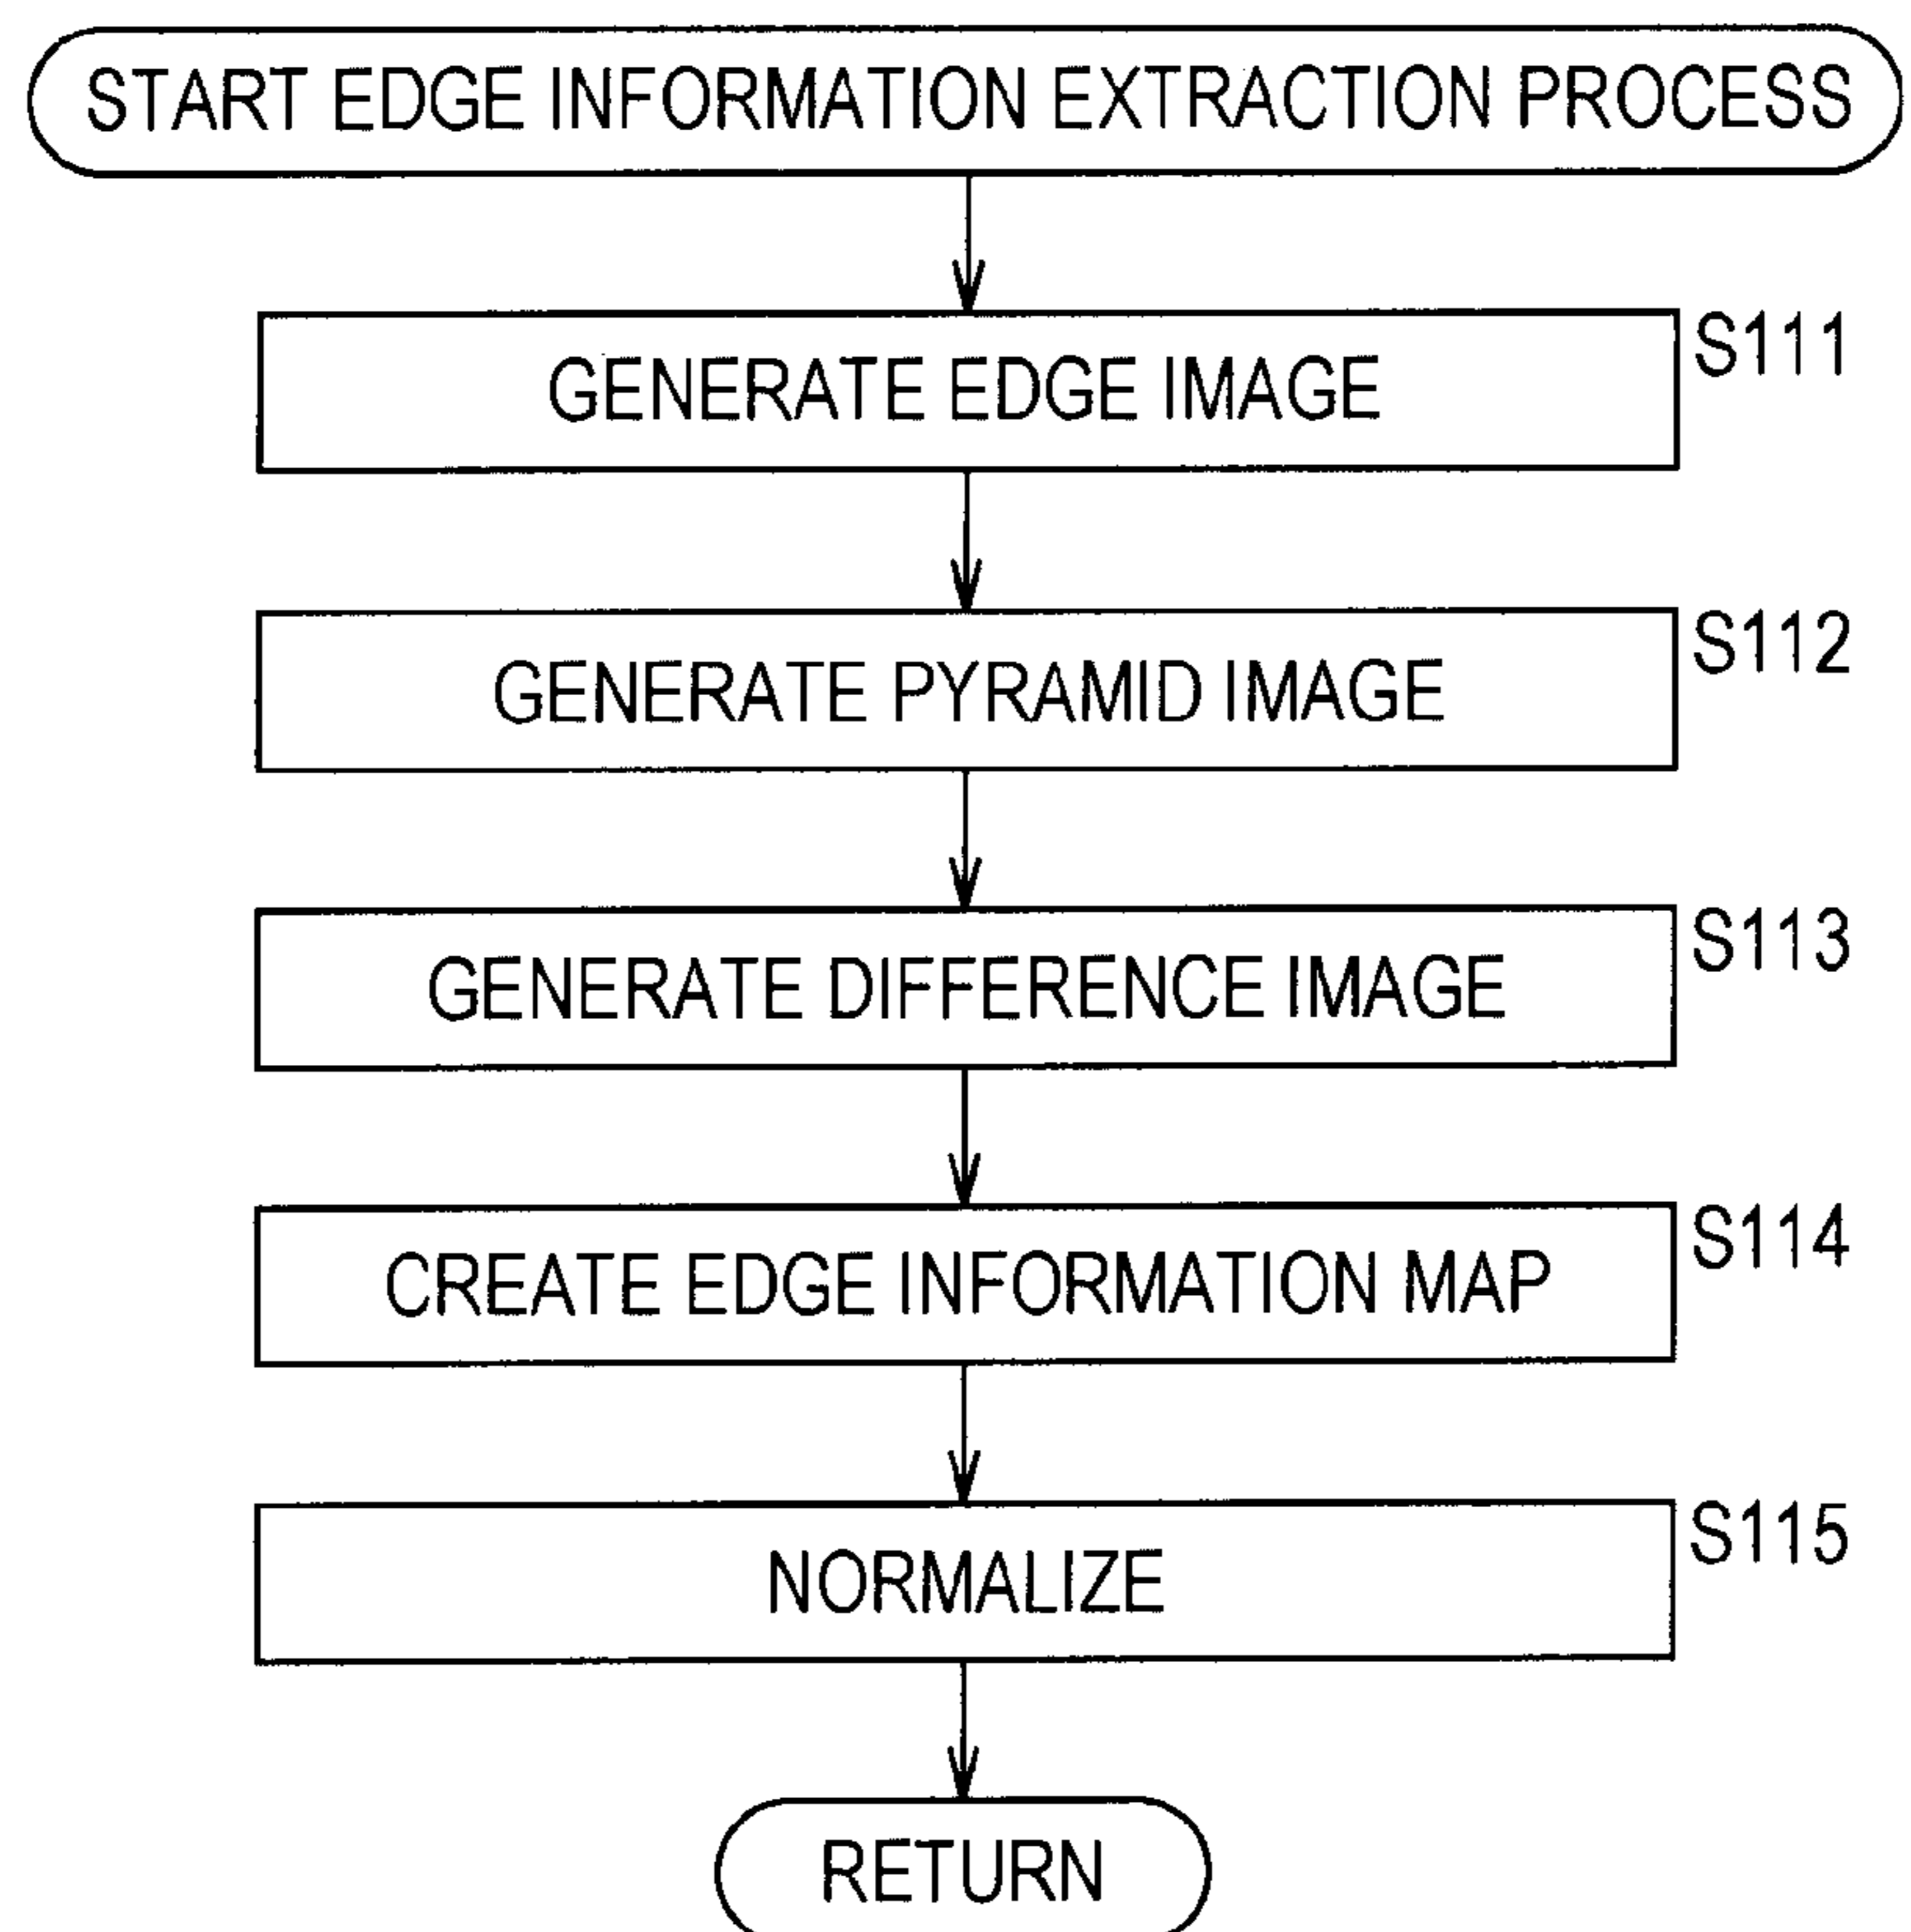 START EDGE INFORMATION EXTRACTION PROCESS
GENERATE EDGE IMAGE
S111
GENERATE PYRAMID IMAGE
S112
GENERATE DIFFERENCE IMAGE
S113
CREATE EDGE INFORMATION MAP
S114
NORMALIZE
S115
RETURN